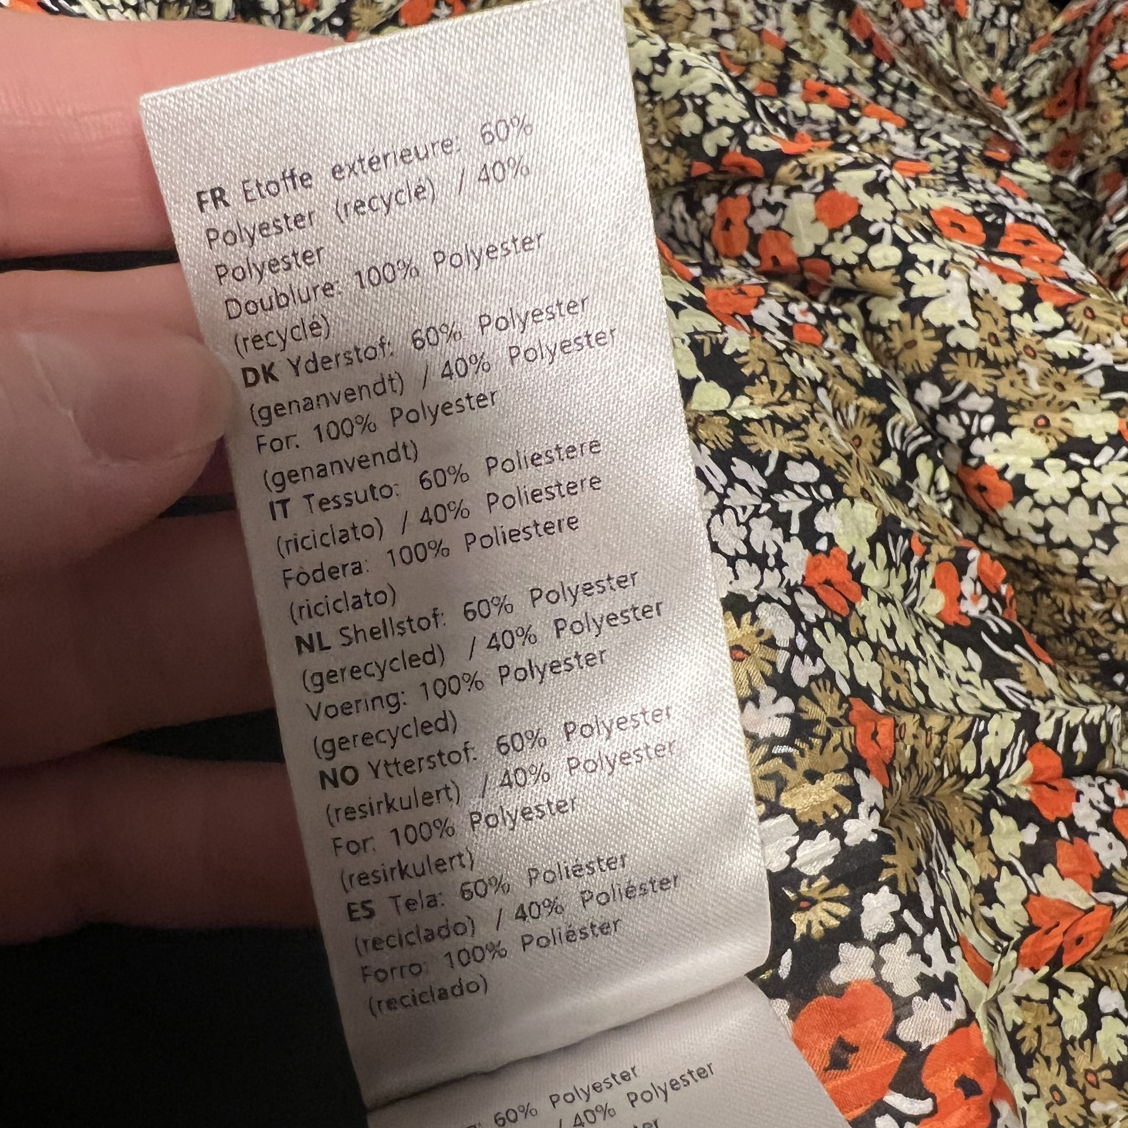 FR Etoffe extérieure: 60%
Polyester (recyclé) / 40%
Polyester
Doublure: 100% Polyester
(recyclé)
DK Yderstof: 60% Polyester
(genanvendt) / 40% Polyester
For: 100% Polyester
(genanvendt)
IT Tessuto: 60% Poliestere
(riciclato) / 40% Poliestere
Fodera: 100% Poliestere
(riciclato)
NL Shellstof: 60% Polyester
(gerecycled) / 40% Polyester
Voering: 100% Polyester
(gerecycled)
NO Ytterstof: 60% Polyester
(resirkulert) / 40% Polyester
For: 100% Polyester
(resirkulert)
ES Tela: 60% Poliéster
(reciclado) / 40% Poliéster
Forro: 100% Poliéster
(reciclado)
60% Polyester
/ 40% Polyester